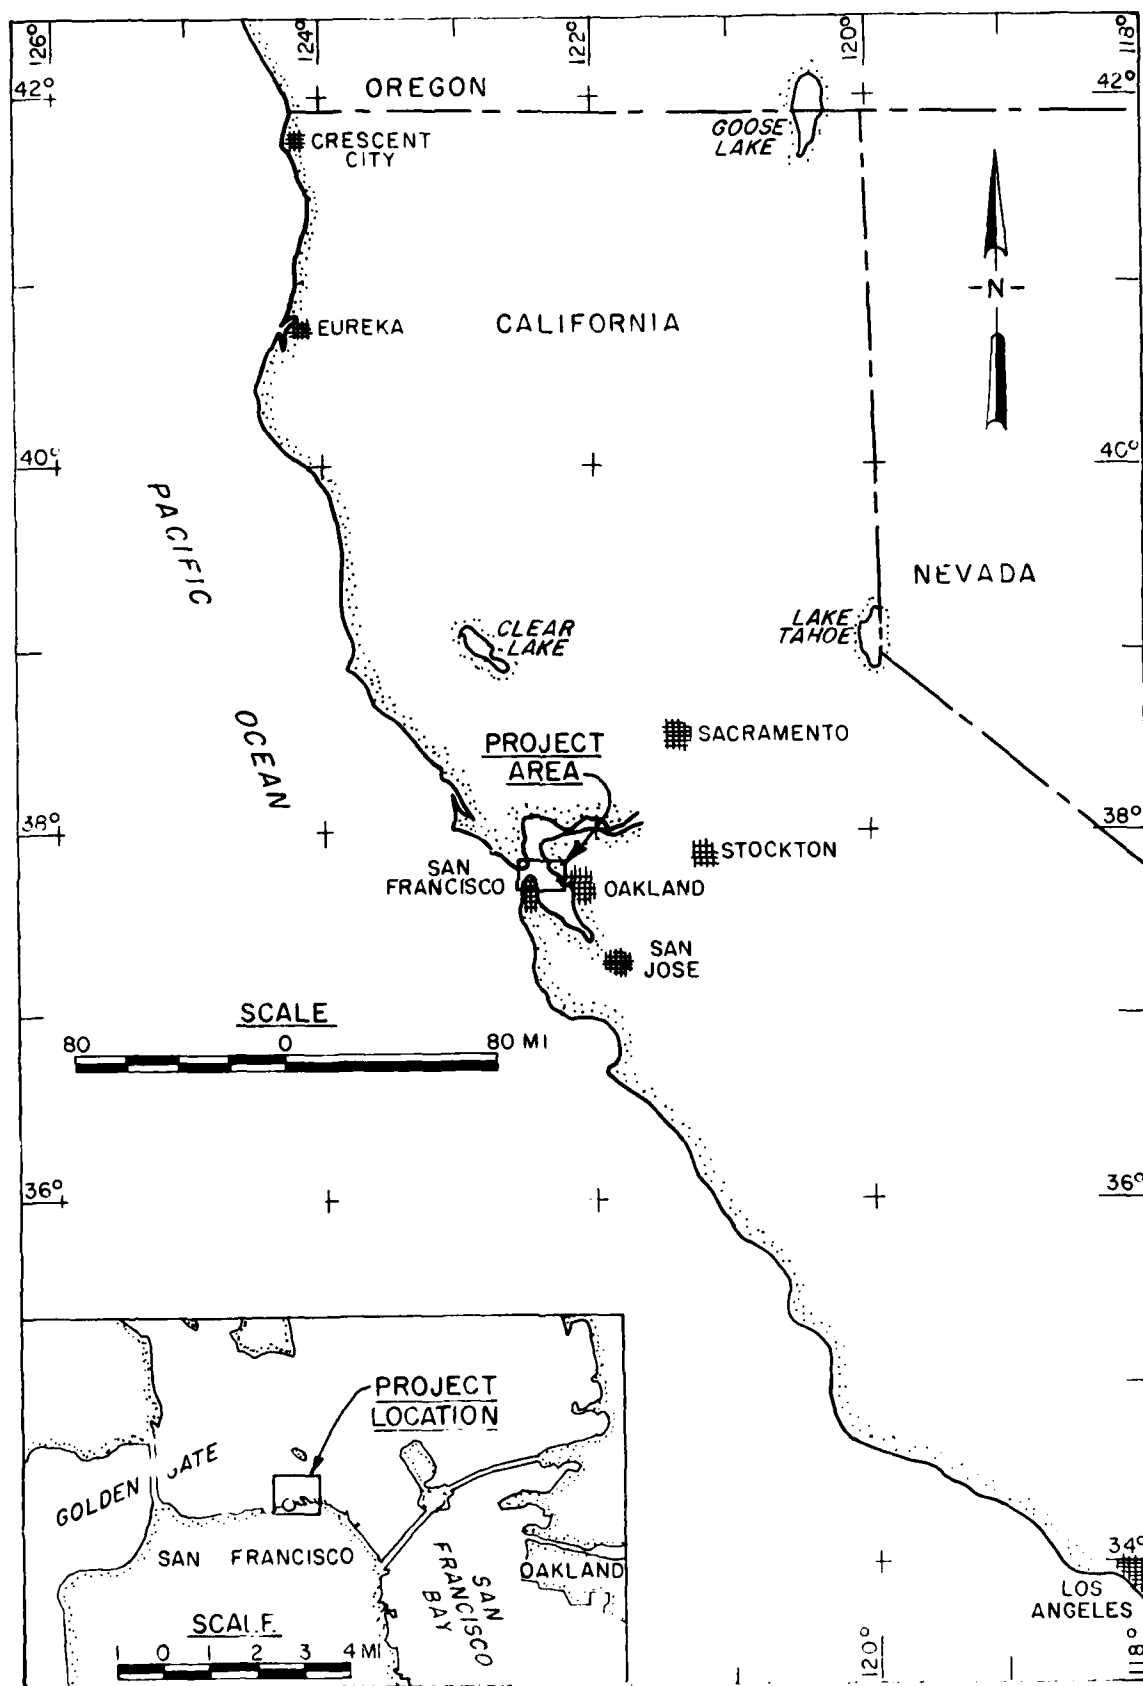 126°
124°
122°
120°
118°
42°
OREGON
42°
GOOSE
LAKE
CRESCENT
CITY
-N-
EUREKA
CALIFORNIA
40°
40°
PACIFIC
OCEAN
NEVADA
CLEAR
LAKE
LAKE
TAHOE
SACRAMENTO
PROJECT
AREA
38°
38°
STOCKTON
SAN
FRANCISCO
OAKLAND
SAN
JOSE
SCALE
80 0 80 MI
36°
36°
PROJECT
LOCATION
GOLDEN GATE
SAN FRANCISCO
SAN
FRANCISCO
BAY
OAKLAND
SCALE
1 0 1 2 3 4 MI
34°
LOS
ANGELES
120°
118°